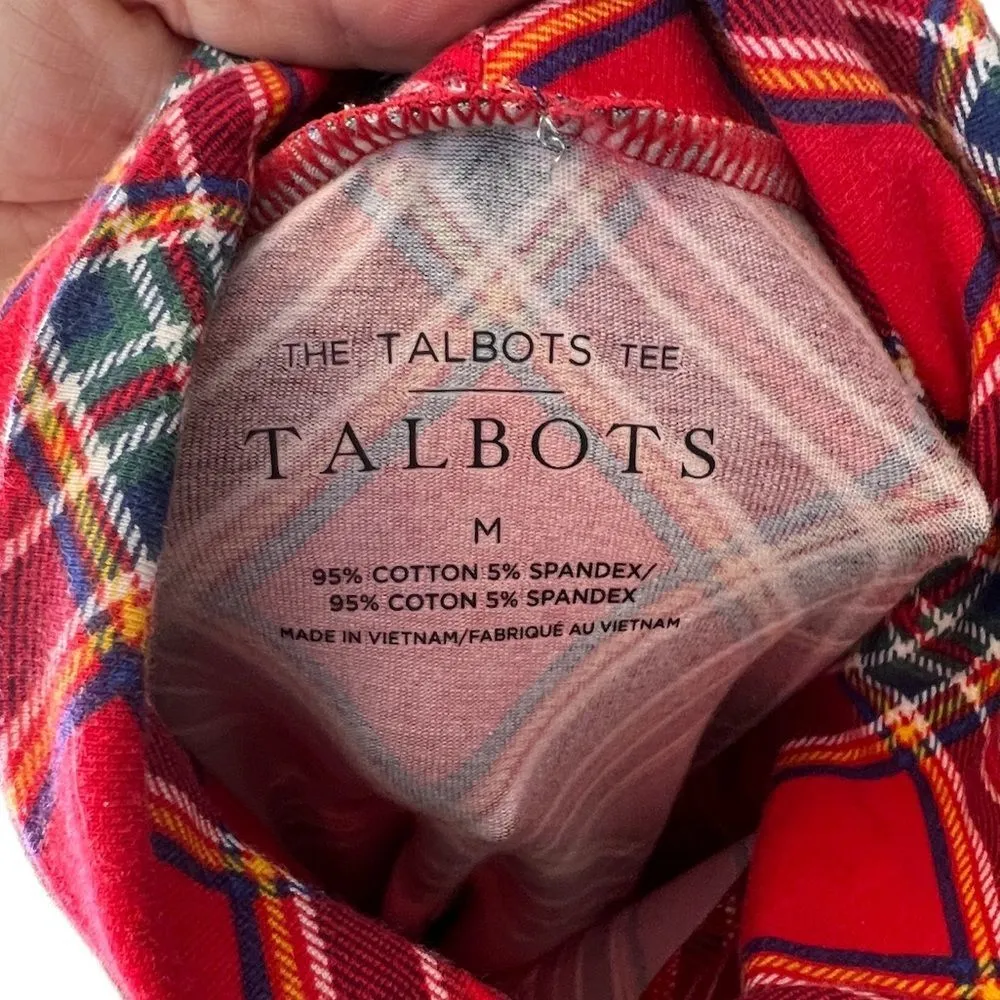 THE TALBOTS TEE
TALBOTS
M
95% COTTON 5% SPANDEX/
95% COTON 5% SPANDEX
MADE IN VIETNAM/FABRIQUÉ AU VIETNAM